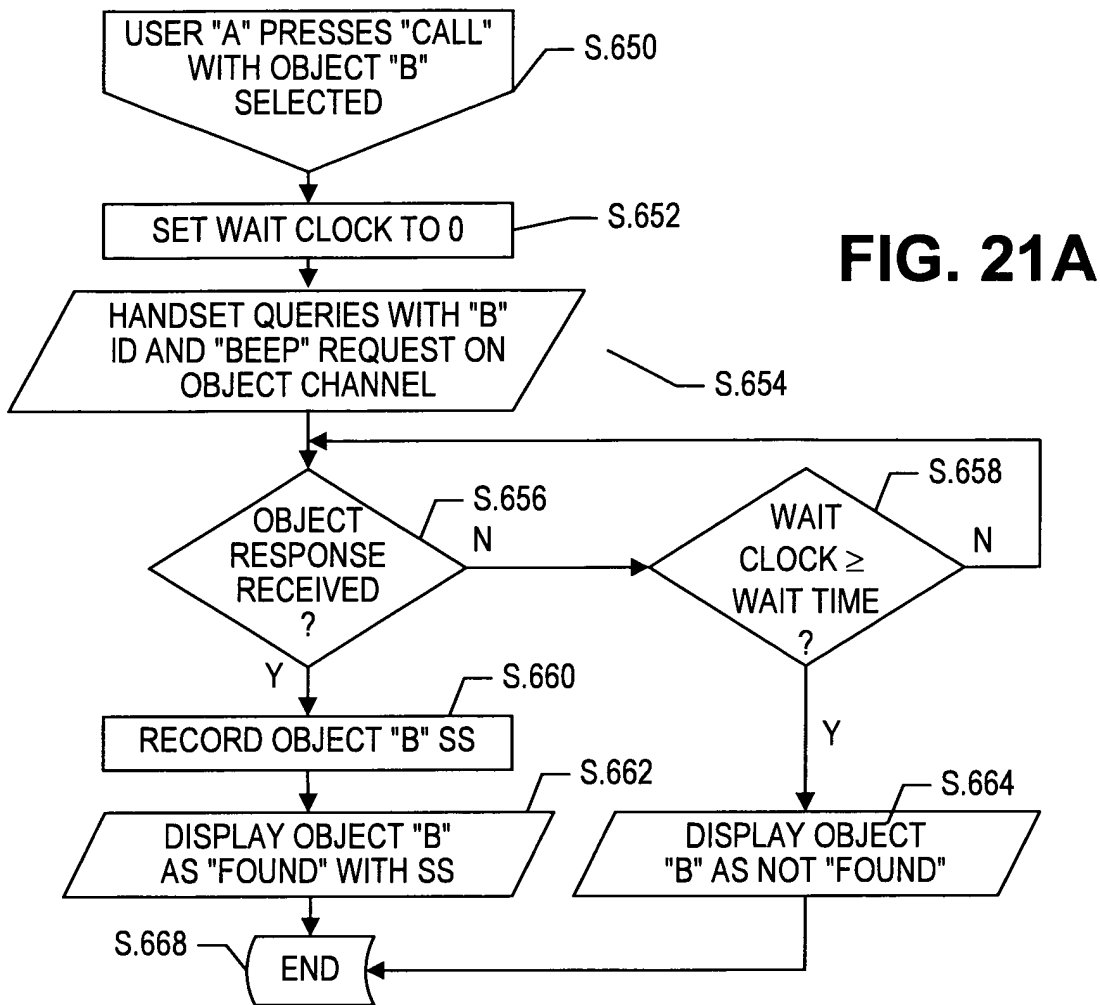 USER "A" PRESSES "CALL"
WITH OBJECT "B"
SELECTED
S.650
SET WAIT CLOCK TO 0
S.652
FIG. 21A
HANDSET QUERIES WITH "B"
ID AND "BEEP" REQUEST ON
OBJECT CHANNEL
S.654
OBJECT
RESPONSE
RECEIVED
?
S.656
N
Y
WAIT
CLOCK ≥
WAIT TIME
?
S.658
N
Y
RECORD OBJECT "B" SS
S.660
DISPLAY OBJECT "B"
AS "FOUND" WITH SS
S.662
DISPLAY OBJECT
"B" AS NOT "FOUND"
S.664
S.668
END